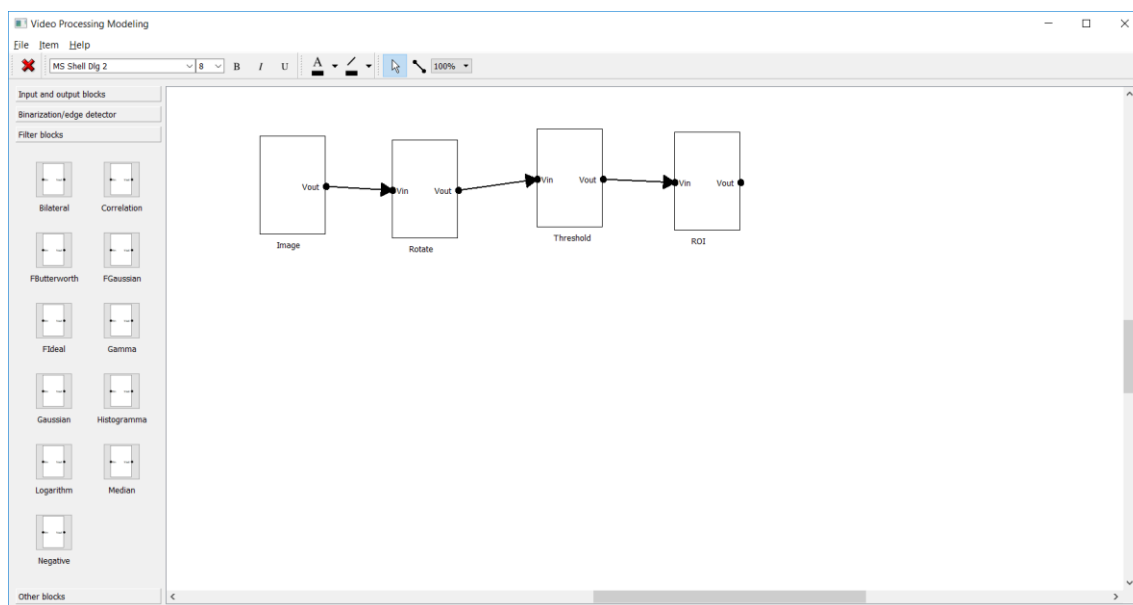 Video Processing Modeling
File Item Help
MS Shell Dlg 2 8 B I U A 100%
Input and output blocks
Binarization/edge detector
Filter blocks
Bilateral Correlation
FButterworth FGaussian
FIdeal Gamma
Gaussian Histogramma
Logarithm Median
Negative
Other blocks
Vout
Image
Vin Vout
Rotate
Vin Vout
Threshold
Vin Vout
ROI